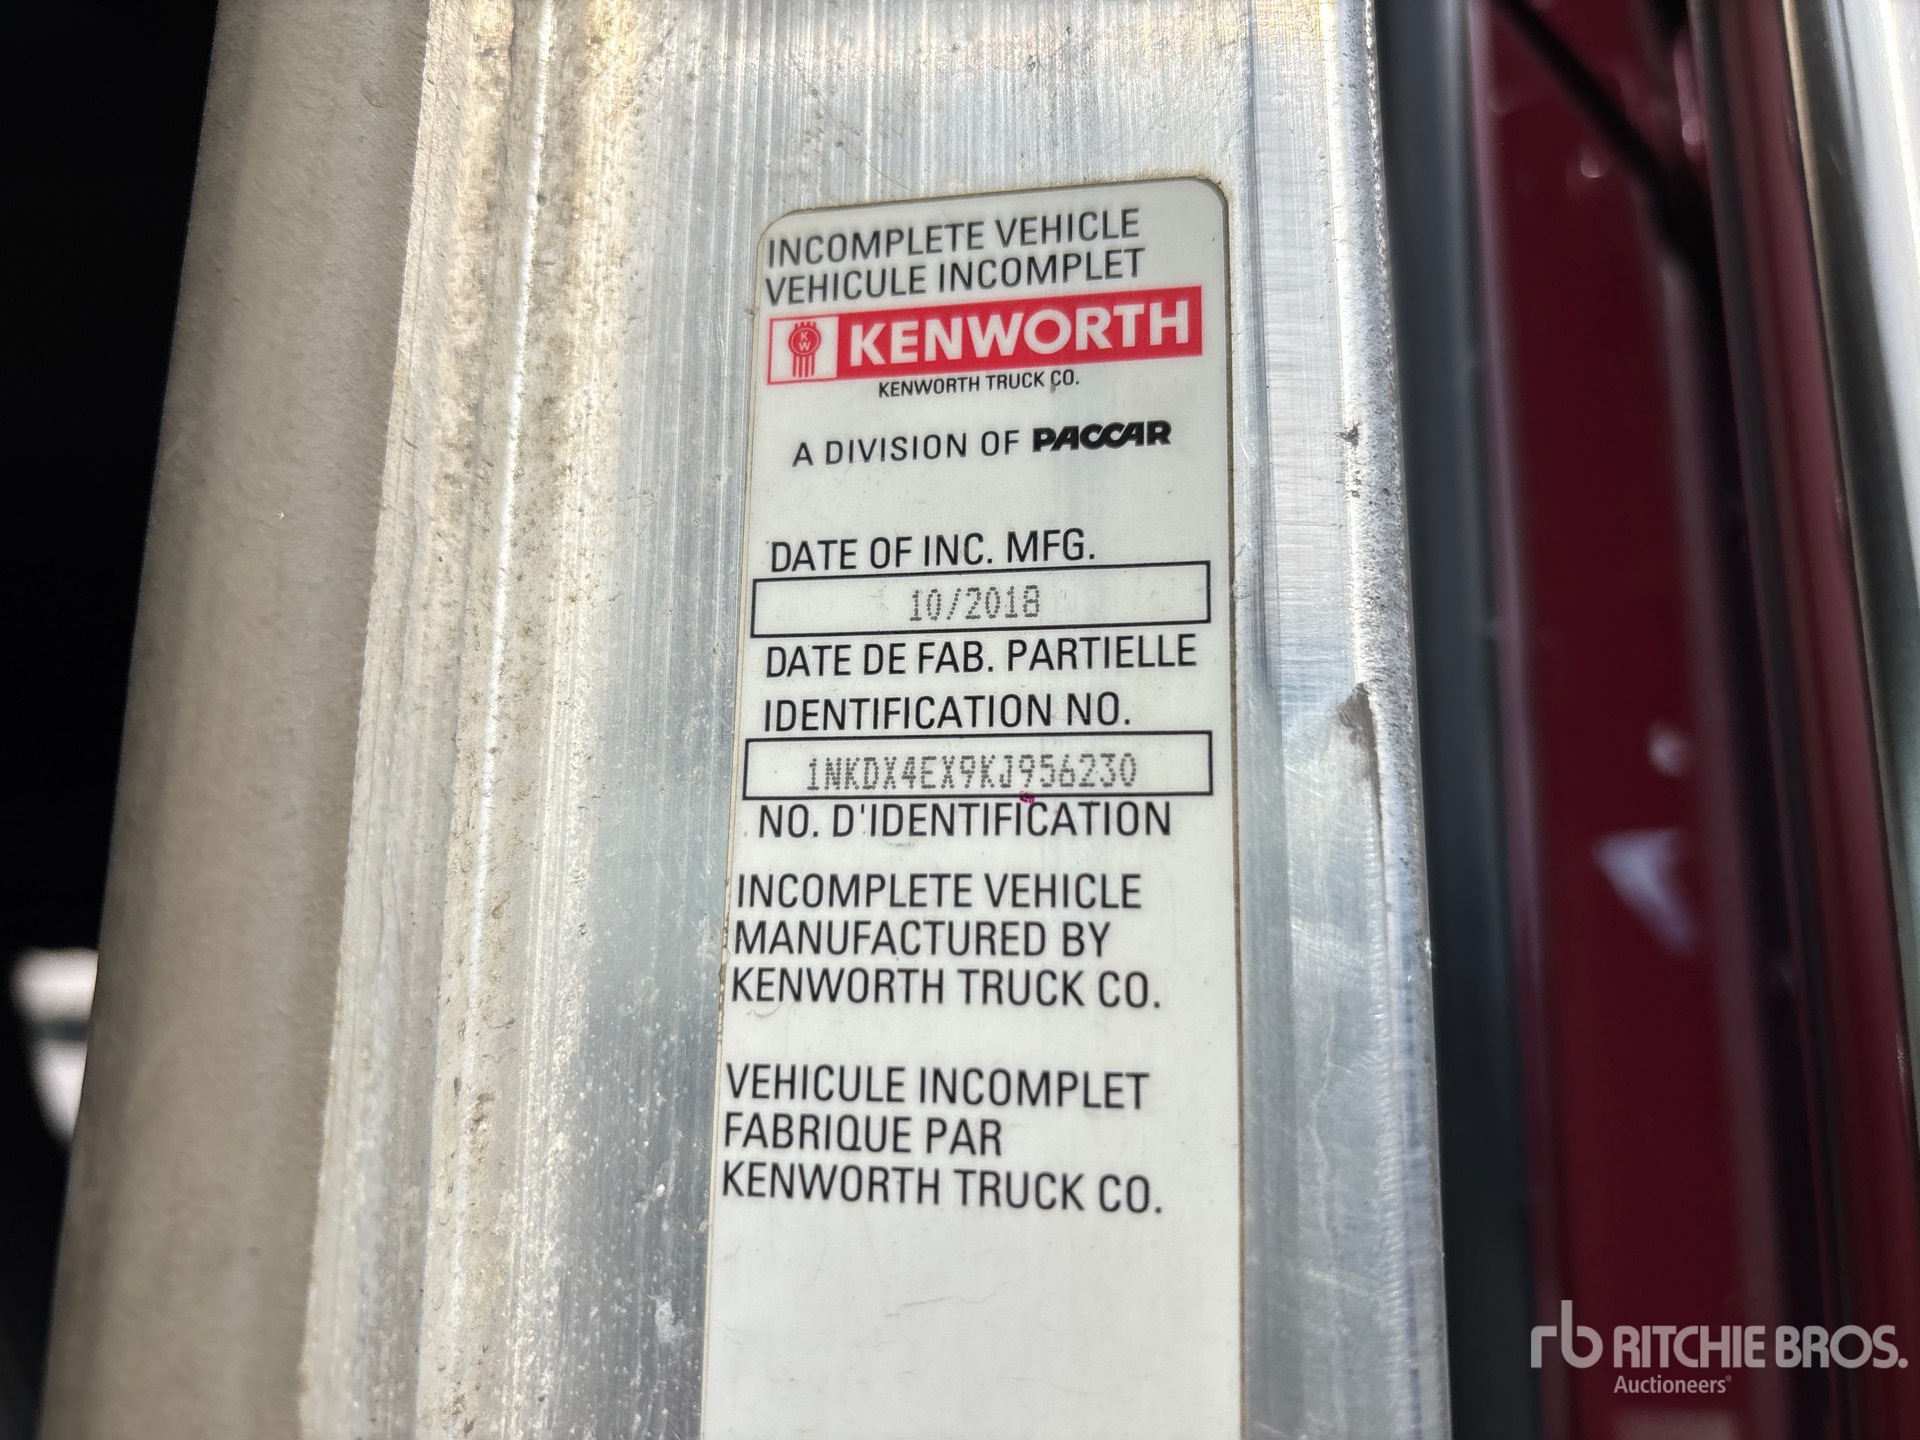 INCOMPLETE VEHICLE
VEHICULE INCOMPLET
KW KENWORTH
KENWORTH TRUCK CO.
A DIVISION OF PACCAR
DATE OF INC. MFG.
10/2018
DATE DE FAB. PARTIELLE
IDENTIFICATION NO.
1NKDX4EX9KJ956230
NO. D'IDENTIFICATION
INCOMPLETE VEHICLE
MANUFACTURED BY
KENWORTH TRUCK CO.
VEHICULE INCOMPLET
FABRIQUE PAR
KENWORTH TRUCK CO.
rb RITCHIE BROS.
Auctioneers®